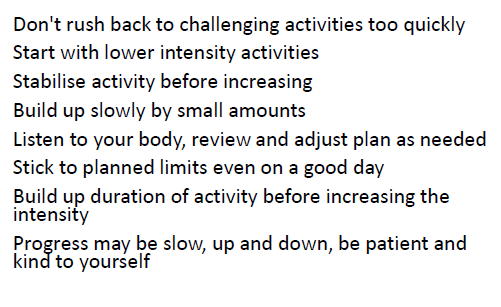 Don't rush back to challenging activities too quickly
Start with lower intensity activities
Stabilise activity before increasing
Build up slowly by small amounts
Listen to your body, review and adjust plan as needed
Stick to planned limits even on a good day
Build up duration of activity before increasing the
intensity
Progress may be slow, up and down, be patient and
kind to yourself